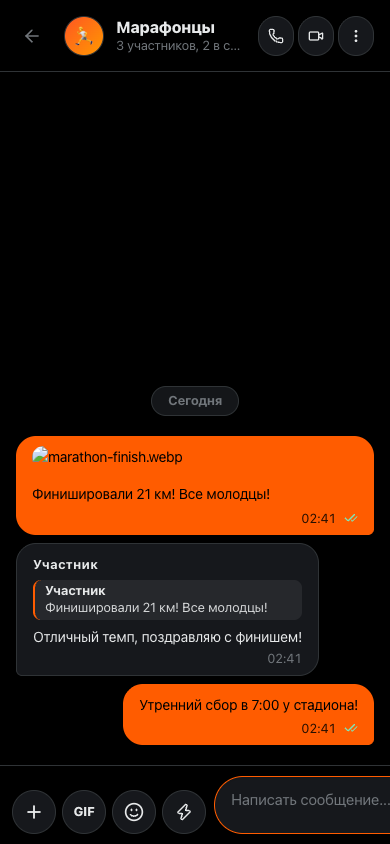 Марафонцы
3 участников, 2 в с...
Сегодня
marathon-finish.webp
Финишировали 21 км! Все молодцы!
02:41
Участник
Участник
Финишировали 21 км! Все молодцы!
Отличный темп, поздравляю с финишем!
02:41
Утренний сбор в 7:00 у стадиона!
02:41
GIF
Написать сообщение...